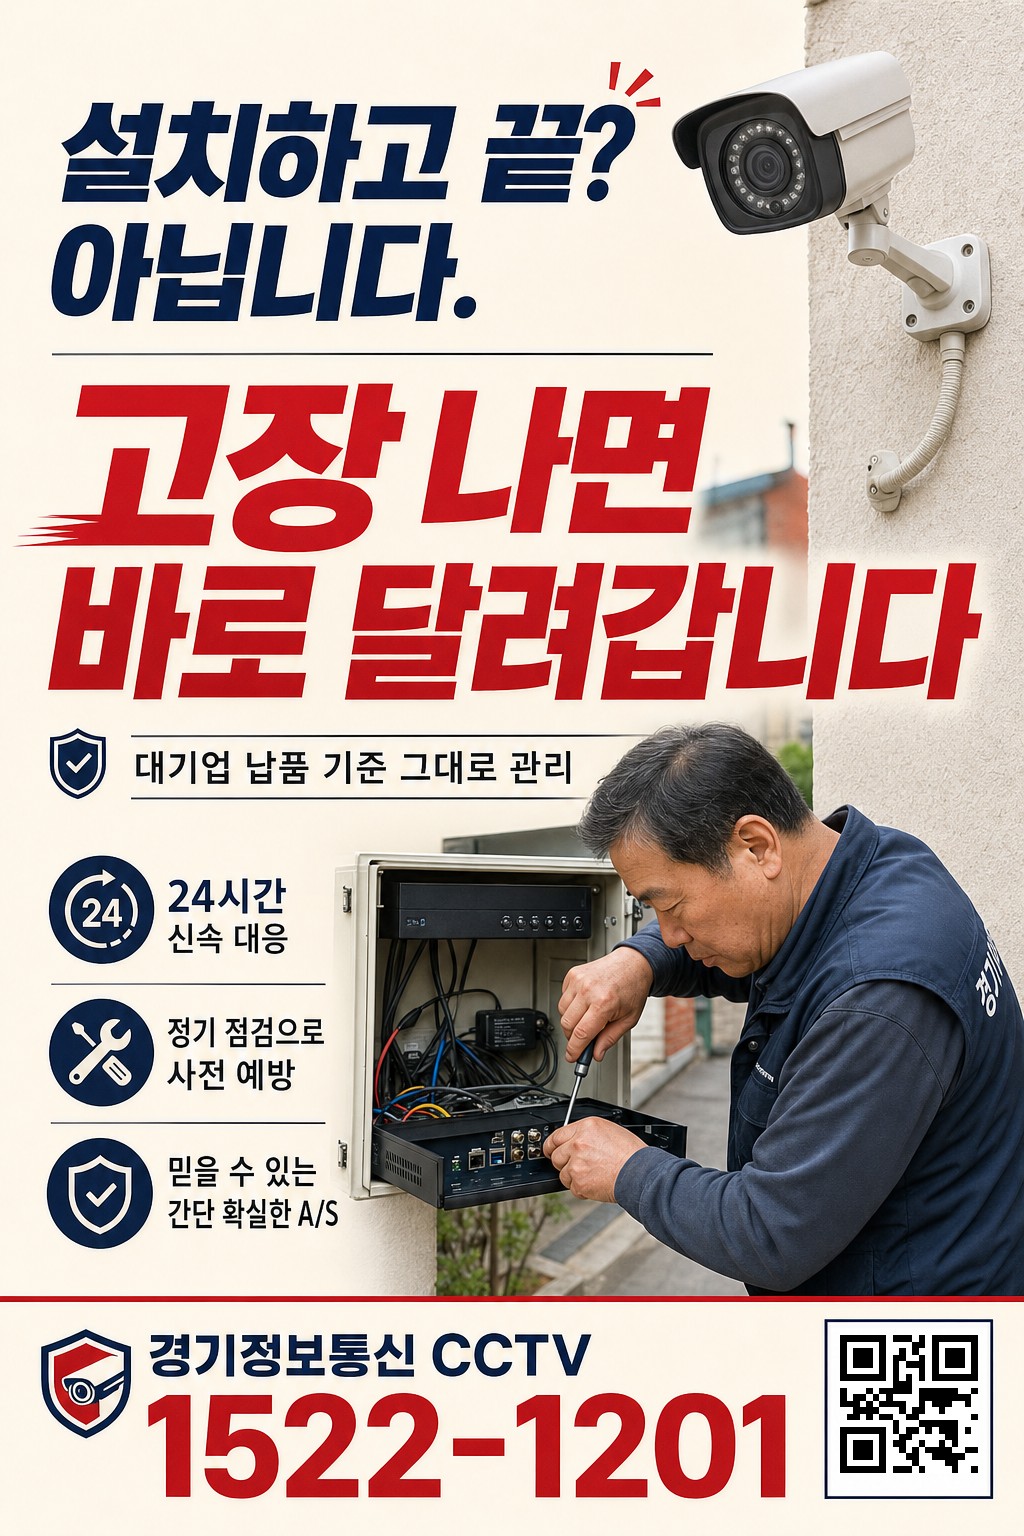 설치하고 끝?
아닙니다.
고장 나면
바로 달려갑니다
대기업 납품 기준 그대로 관리
24
24시간
신속 대응
정기 점검으로
사전 예방
믿을 수 있는
간단 확실한 A/S
경기정보통신 CCTV
1522-1201